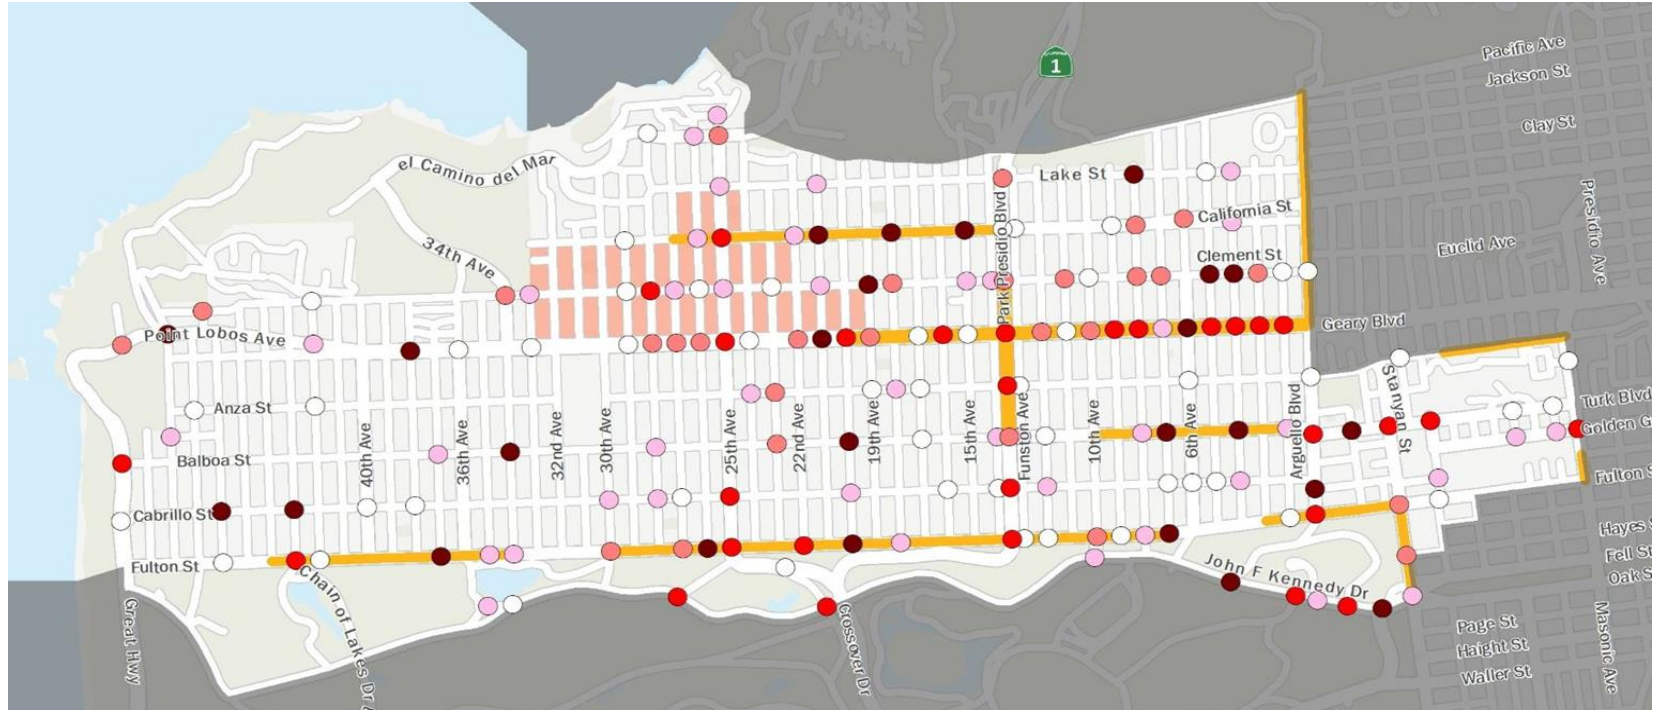 Pacific Ave
1
Jackson St
Clay St
el Camino del Mar
Lake St
California St
Presidio Ave
34th Ave
Park Presidio Blvd
Clement St
Euclid Ave
Point Lobos Ave
Geary Blvd
Anza St
Arguello Blvd
Stanyan St
Turk Blvd
Golden G
Balboa St
40th Ave
36th Ave
32nd Ave
30th Ave
25th Ave
22nd Ave
19th Ave
15th Ave
Funston Ave
10th Ave
6th Ave
Fulton S
Cabrillo St
Hayes S
Fulton St
Fell St
John F Kennedy Dr
Oak S
Great Hwy
Chain of Lakes Dr
Crossover Dr
Masonic Ave
Page St
Haight St
Waller St